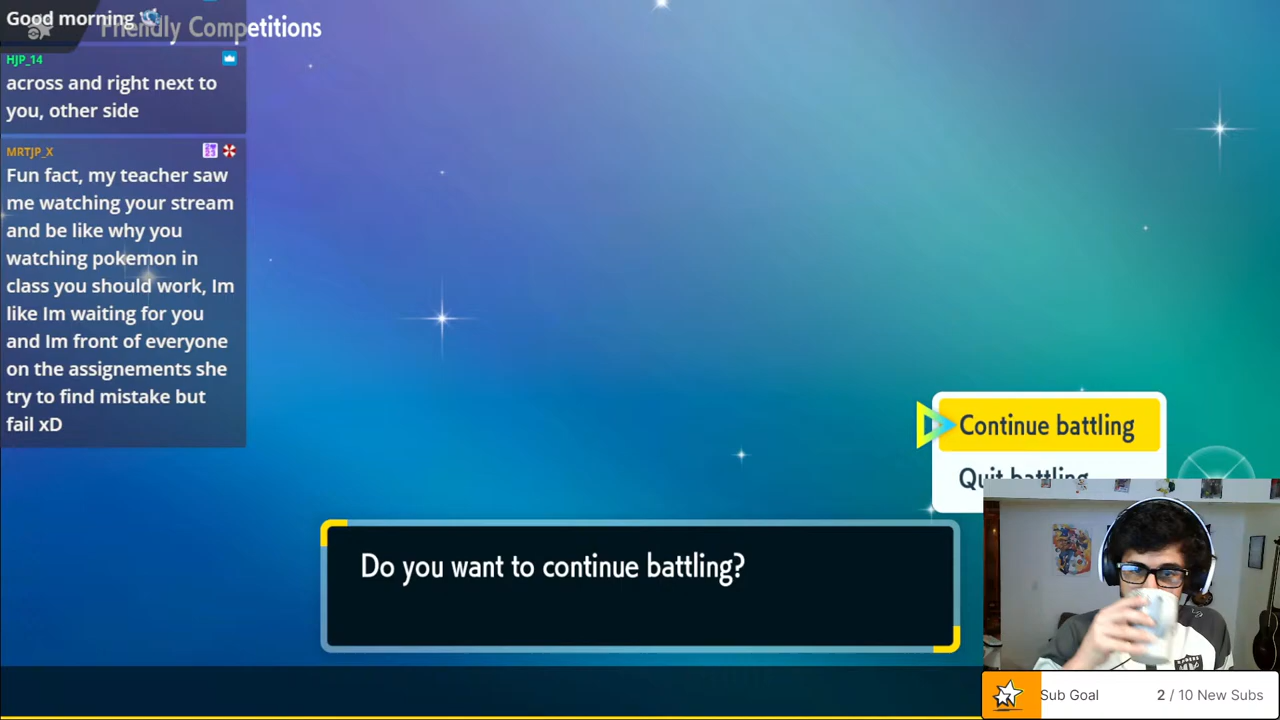 Good morning
Friendly Competitions
HJP_14
across and right next to
you, other side
MRTJP_X
Fun fact, my teacher saw
me watching your stream
and be like why you
watching pokemon in
class you should work, Im
like Im waiting for you
and Im front of everyone
on the assignements she
try to find mistake but
fail xD
Continue battling
Quit battling
Do you want to continue battling?
RAIDERS
Sub Goal 2 / 10 New Subs